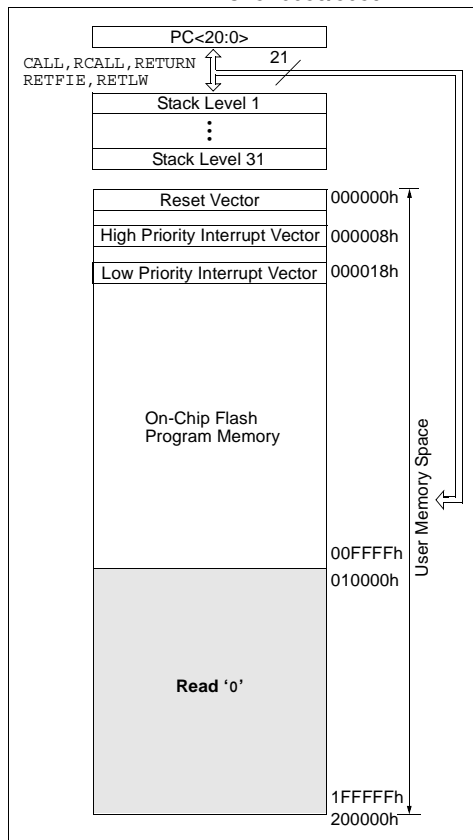 PC<20:0>
CALL,RCALL,RETURN
RETFIE,RETLW
21
Stack Level 1
Stack Level 31
Reset Vector
000000h
High Priority Interrupt Vector
000008h
Low Priority Interrupt Vector
000018h
On-Chip Flash
Program Memory
User Memory Space
00FFFFh
010000h
Read ‘0’
1FFFFFh
200000h